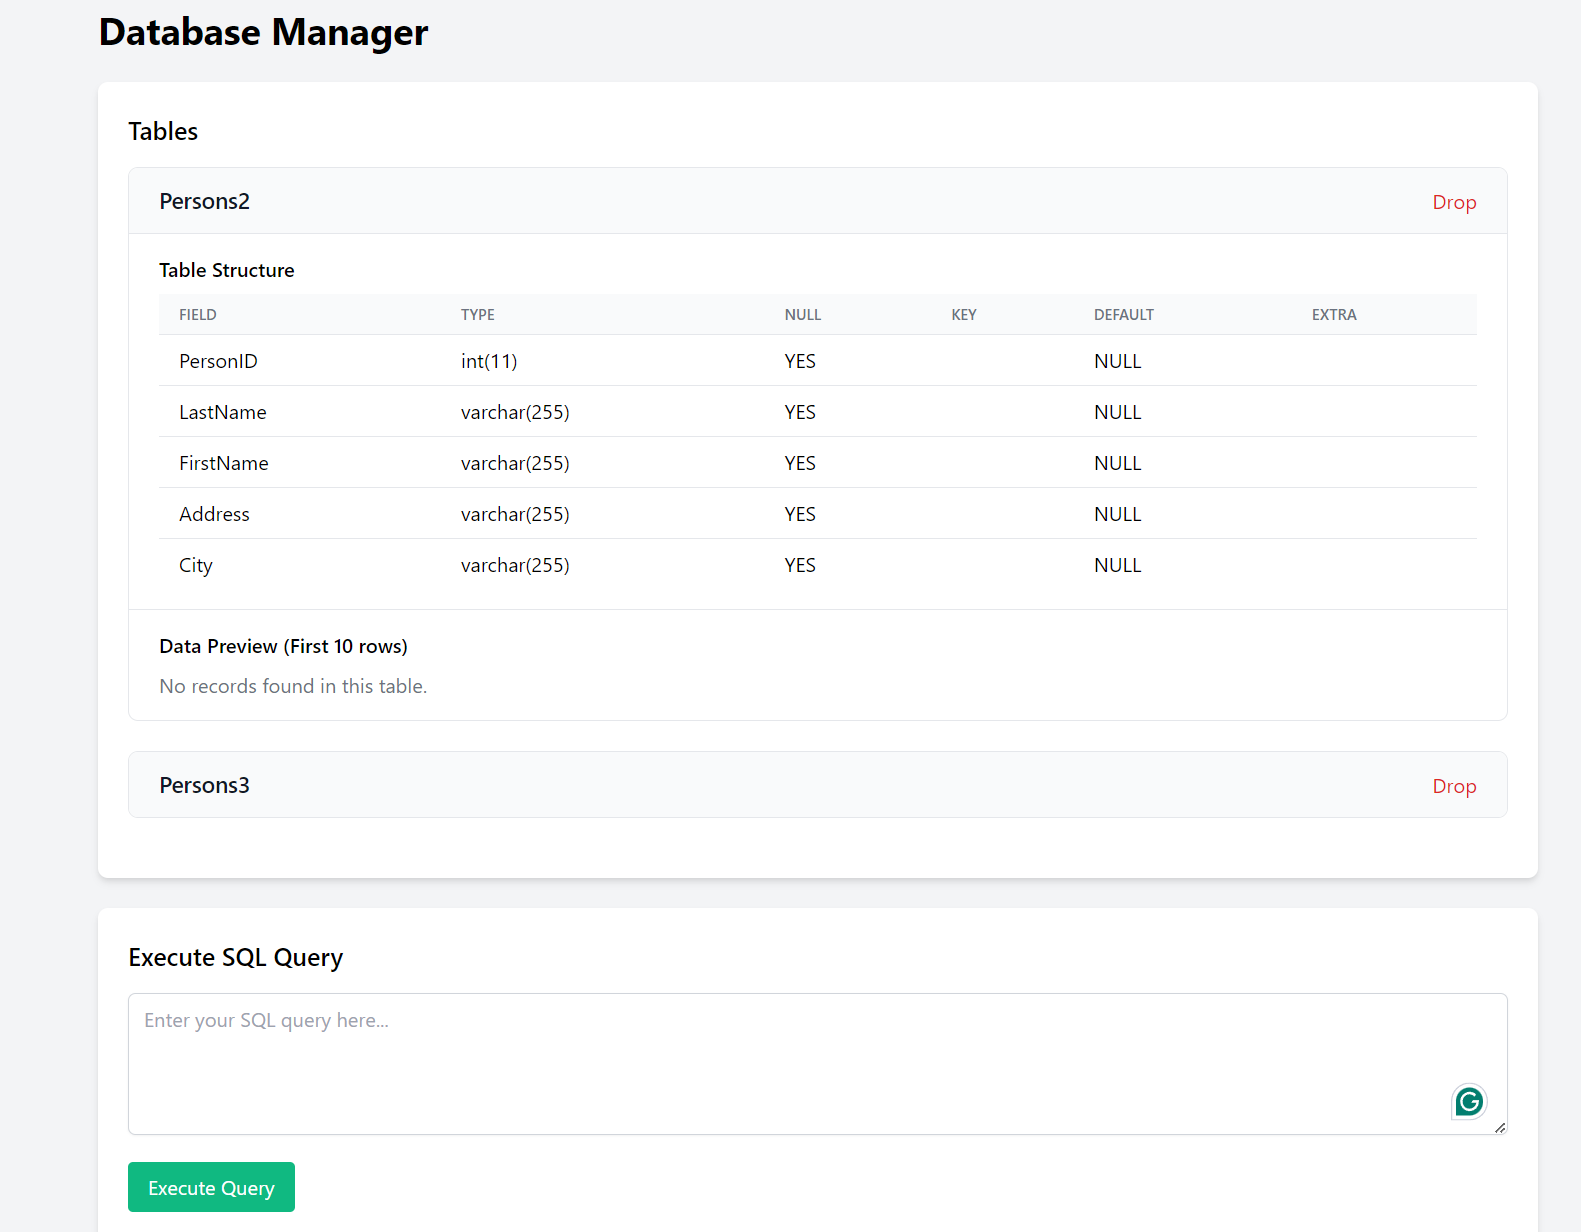 Database Manager
Tables
Persons2 Drop
Table Structure
FIELD TYPE NULL KEY DEFAULT EXTRA
PersonID int(11) YES NULL
LastName varchar(255) YES NULL
FirstName varchar(255) YES NULL
Address varchar(255) YES NULL
City varchar(255) YES NULL
Data Preview (First 10 rows)
No records found in this table.
Persons3 Drop
Execute SQL Query
Enter your SQL query here...
Execute Query